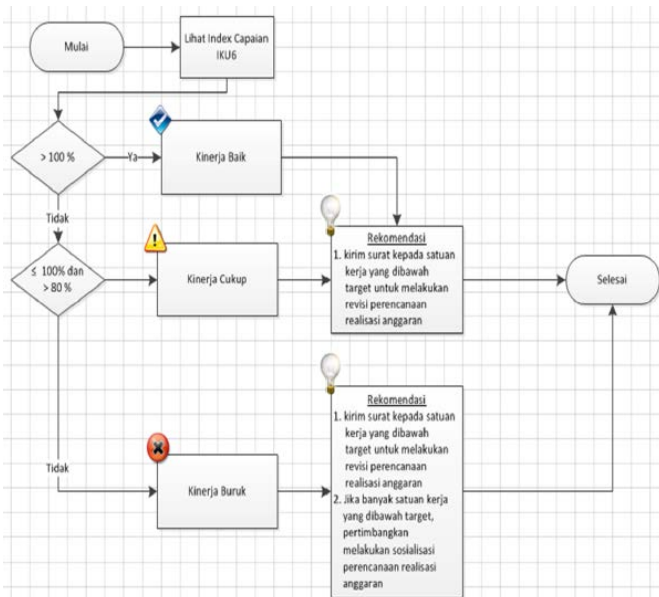 Mulai
Lihat Index Capaian
IKU6
> 100 %
Ya
Kinerja Baik
Tidak
≤ 100% dan
> 80 %
Kinerja Cukup
Rekomendasi
1. kirim surat kepada satuan
kerja yang dibawah
target untuk melakukan
revisi perencanaan
realisasi anggaran
Selesai
Tidak
Kinerja Buruk
Rekomendasi
1. kirim surat kepada satuan
kerja yang dibawah
target untuk melakukan
revisi perencanaan
realisasi anggaran
2. Jika banyak satuan kerja
yang dibawah target,
pertimbangkan
melakukan sosialisasi
perencanaan realisasi
anggaran